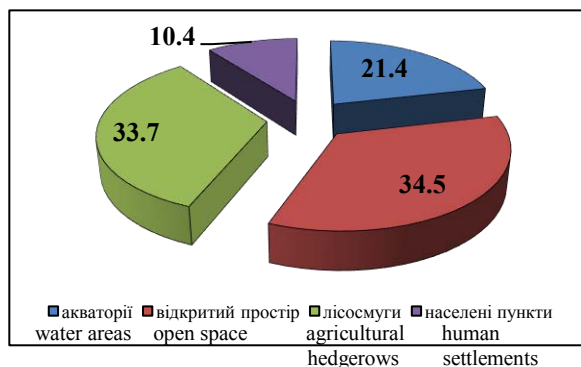 10.4
21.4
33.7
34.5
акваторії відкритий простір лісосмуги населені пункти
water areas open space agricultural human
hedgerows settlements